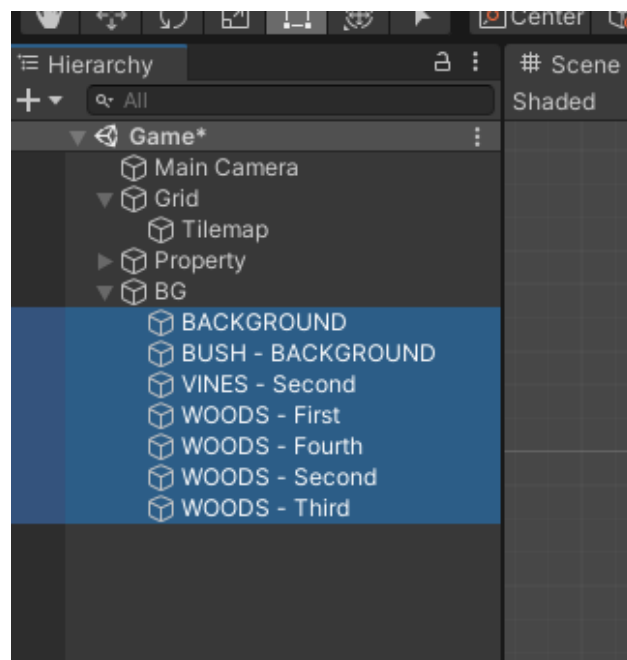 Center
Hierarchy
# Scene
All
Shaded
Game*
Main Camera
Grid
Tilemap
Property
BG
BACKGROUND
BUSH - BACKGROUND
VINES - Second
WOODS - First
WOODS - Fourth
WOODS - Second
WOODS - Third